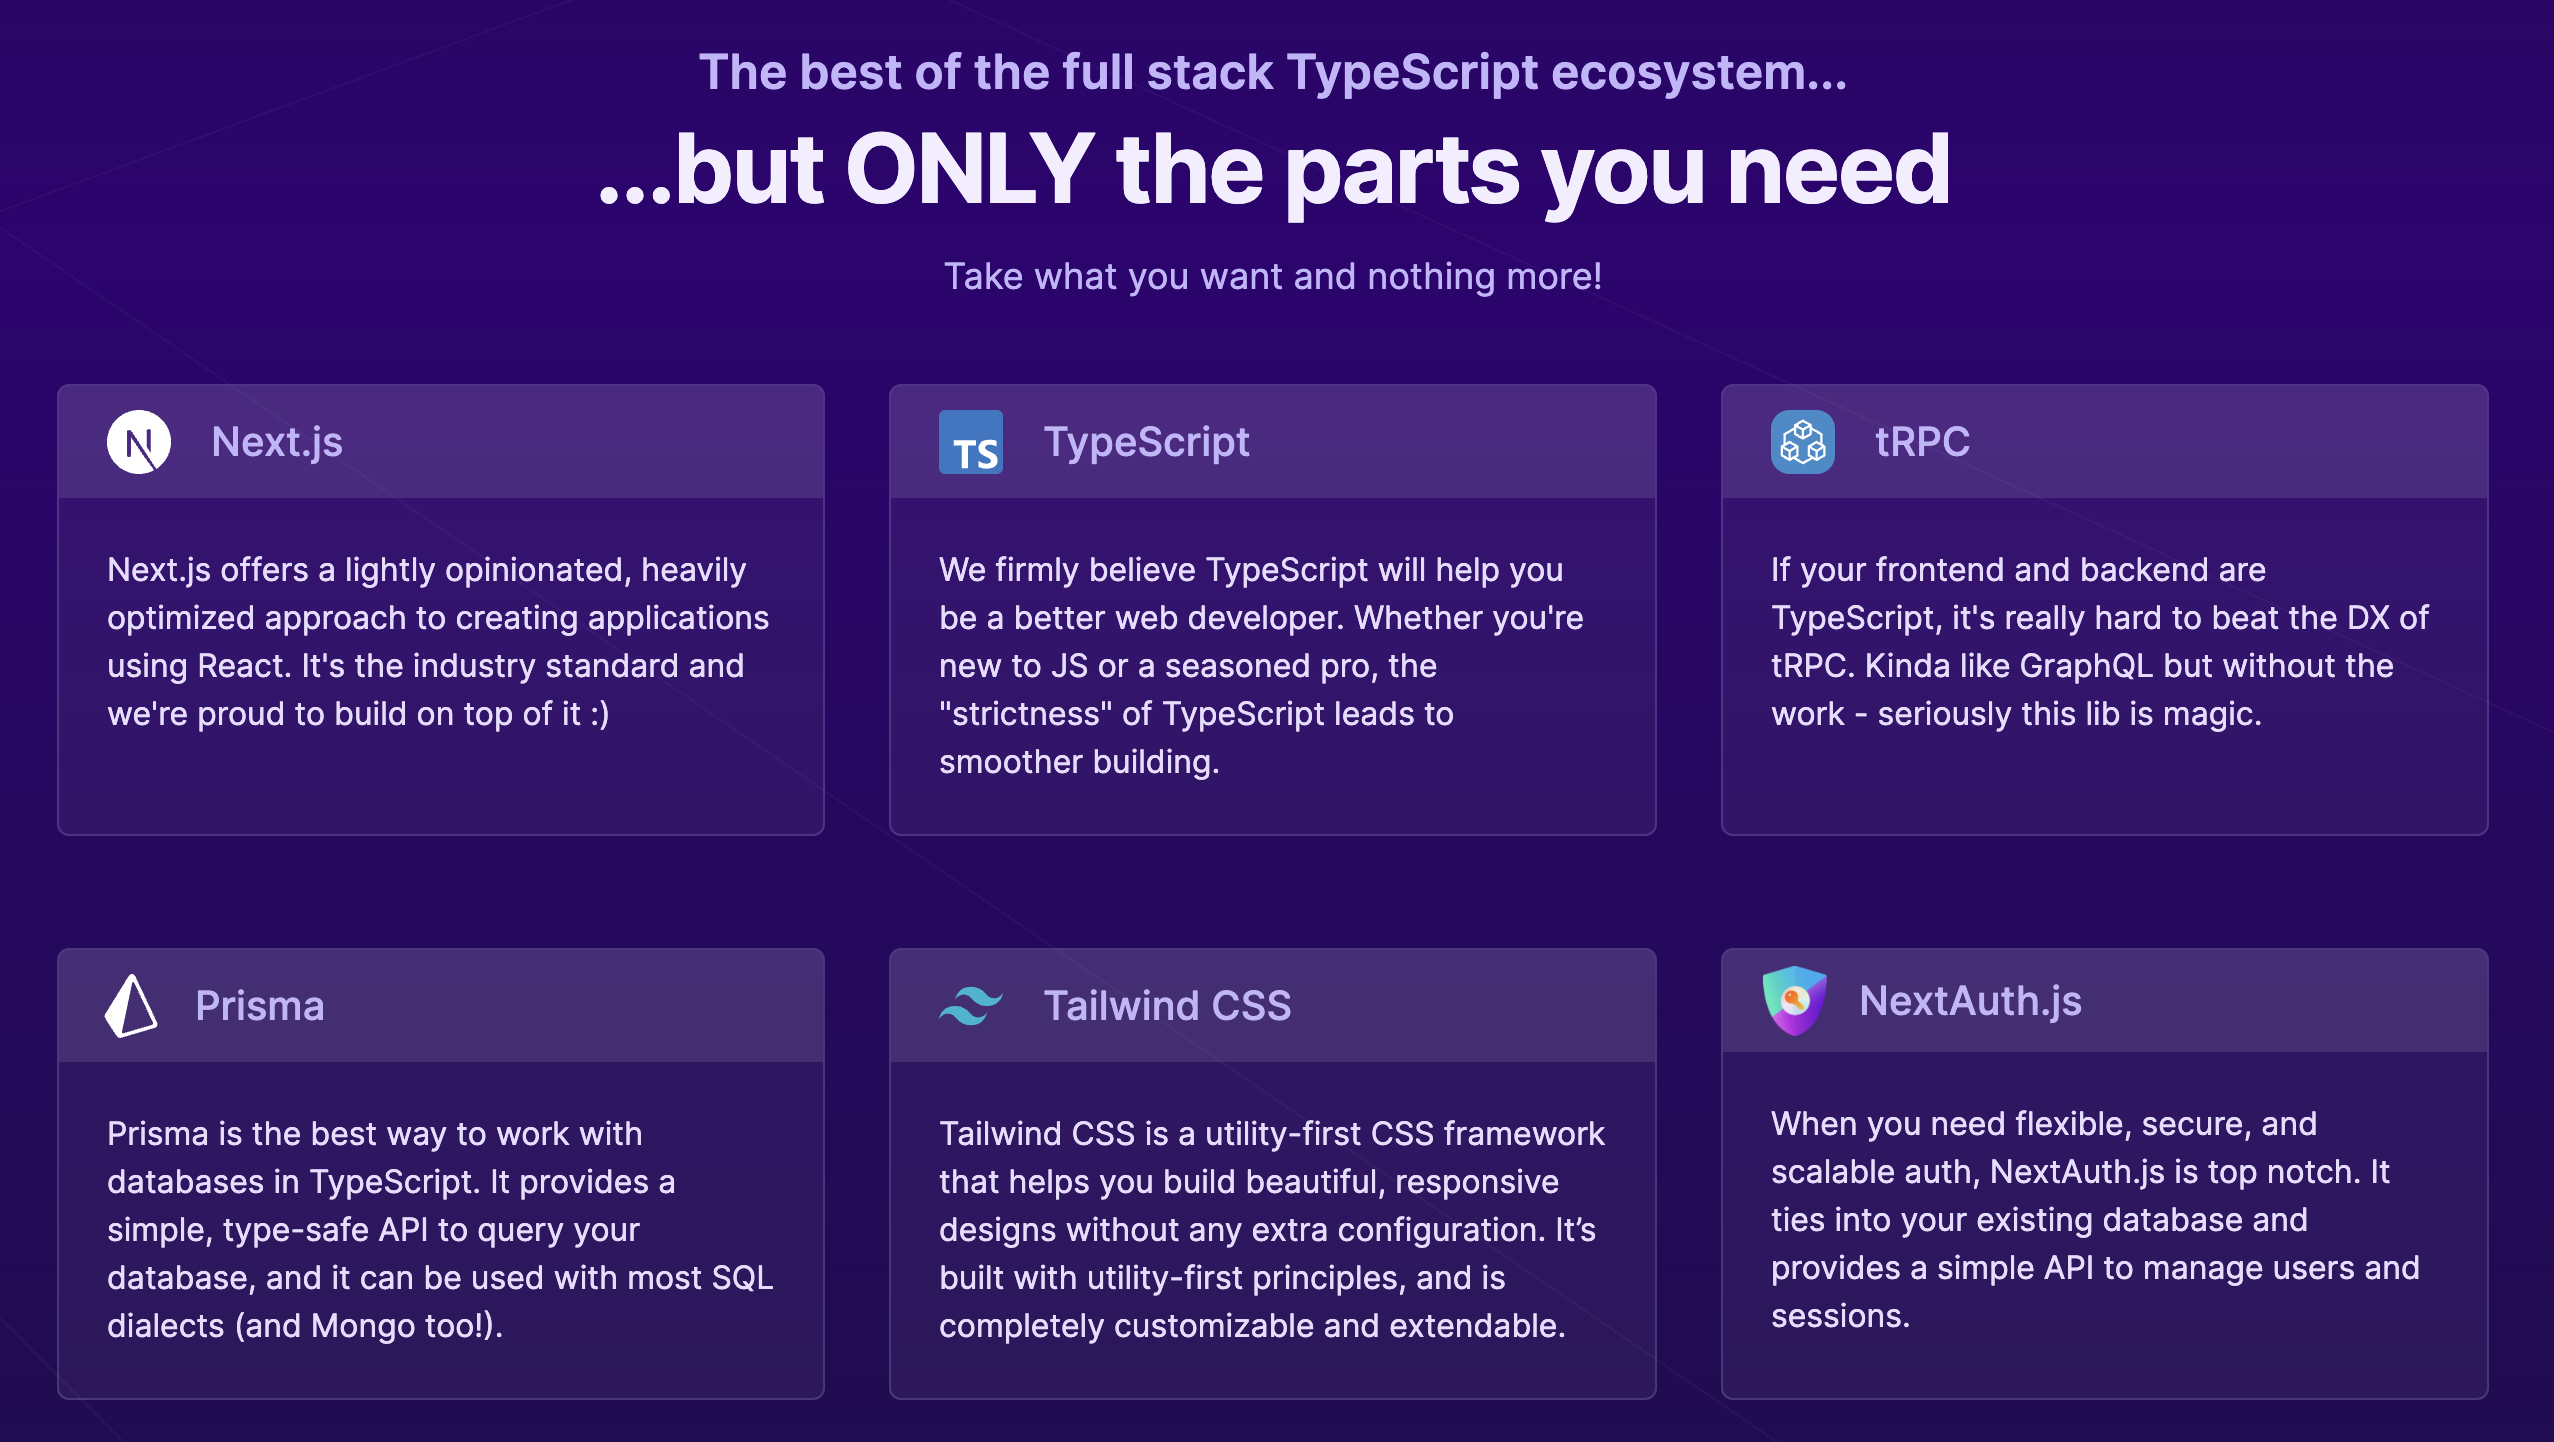 The best of the full stack TypeScript ecosystem...
...but ONLY the parts you need
Take what you want and nothing more!
Next.js
Next.js offers a lightly opinionated, heavily
optimized approach to creating applications
using React. It's the industry standard and
we're proud to build on top of it :)
TS
TypeScript
We firmly believe TypeScript will help you
be a better web developer. Whether you're
new to JS or a seasoned pro, the
"strictness" of TypeScript leads to
smoother building.
tRPC
If your frontend and backend are
TypeScript, it's really hard to beat the DX of
tRPC. Kinda like GraphQL but without the
work - seriously this lib is magic.
Prisma
Prisma is the best way to work with
databases in TypeScript. It provides a
simple, type-safe API to query your
database, and it can be used with most SQL
dialects (and Mongo too!).
Tailwind CSS
Tailwind CSS is a utility-first CSS framework
that helps you build beautiful, responsive
designs without any extra configuration. It’s
built with utility-first principles, and is
completely customizable and extendable.
NextAuth.js
When you need flexible, secure, and
scalable auth, NextAuth.js is top notch. It
ties into your existing database and
provides a simple API to manage users and
sessions.